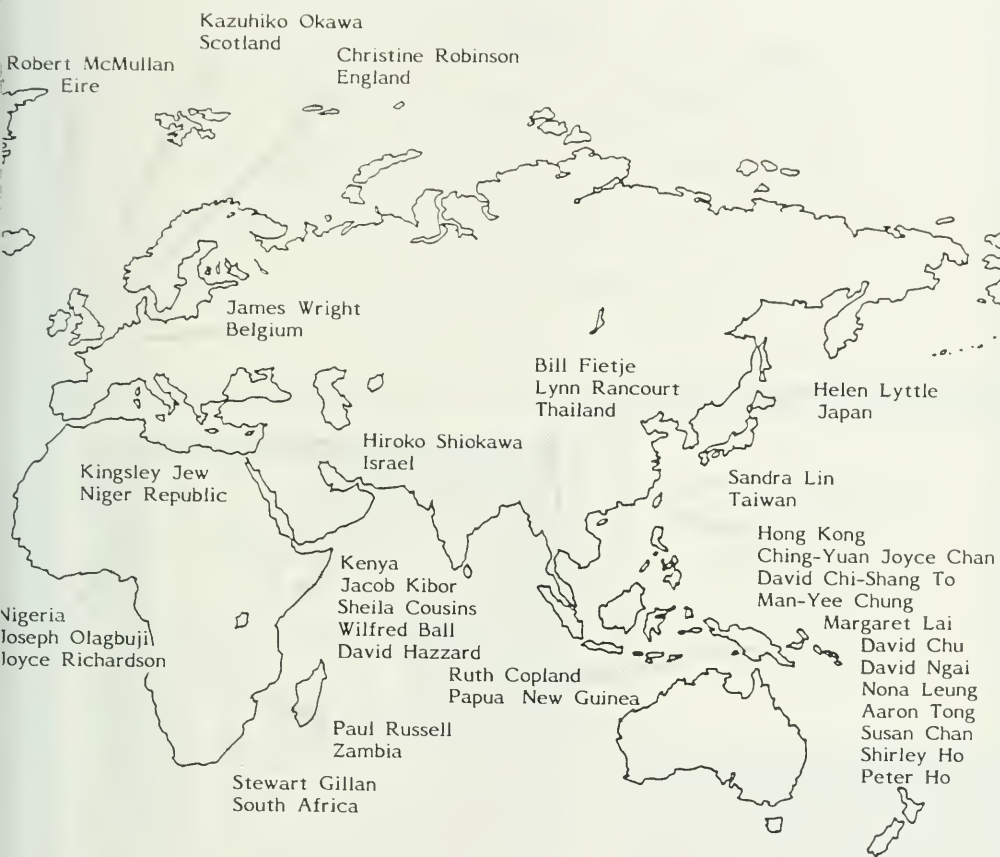 Kazuhiko Okawa
Scotland
Christine Robinson
England
Robert McMullan
Eire
James Wright
Belgium
Bill Fietje
Lynn Rancourt
Thailand
Helen Lyttle
Japan
Hiroko Shiokawa
Israel
Kingsley Jew
Niger Republic
Sandra Lin
Taiwan
Hong Kong
Ching-Yuan Joyce Chan
David Chi-Shang To
Man-Yee Chung
Margaret Lai
David Chu
David Ngai
Nona Leung
Aaron Tong
Susan Chan
Shirley Ho
Peter Ho
Kenya
Jacob Kibor
Sheila Cousins
Wilfred Ball
David Hazzard
Nigeria
Joseph Olagbuji
Joyce Richardson
Ruth Copland
Papua New Guinea
Paul Russell
Zambia
Stewart Gillan
South Africa